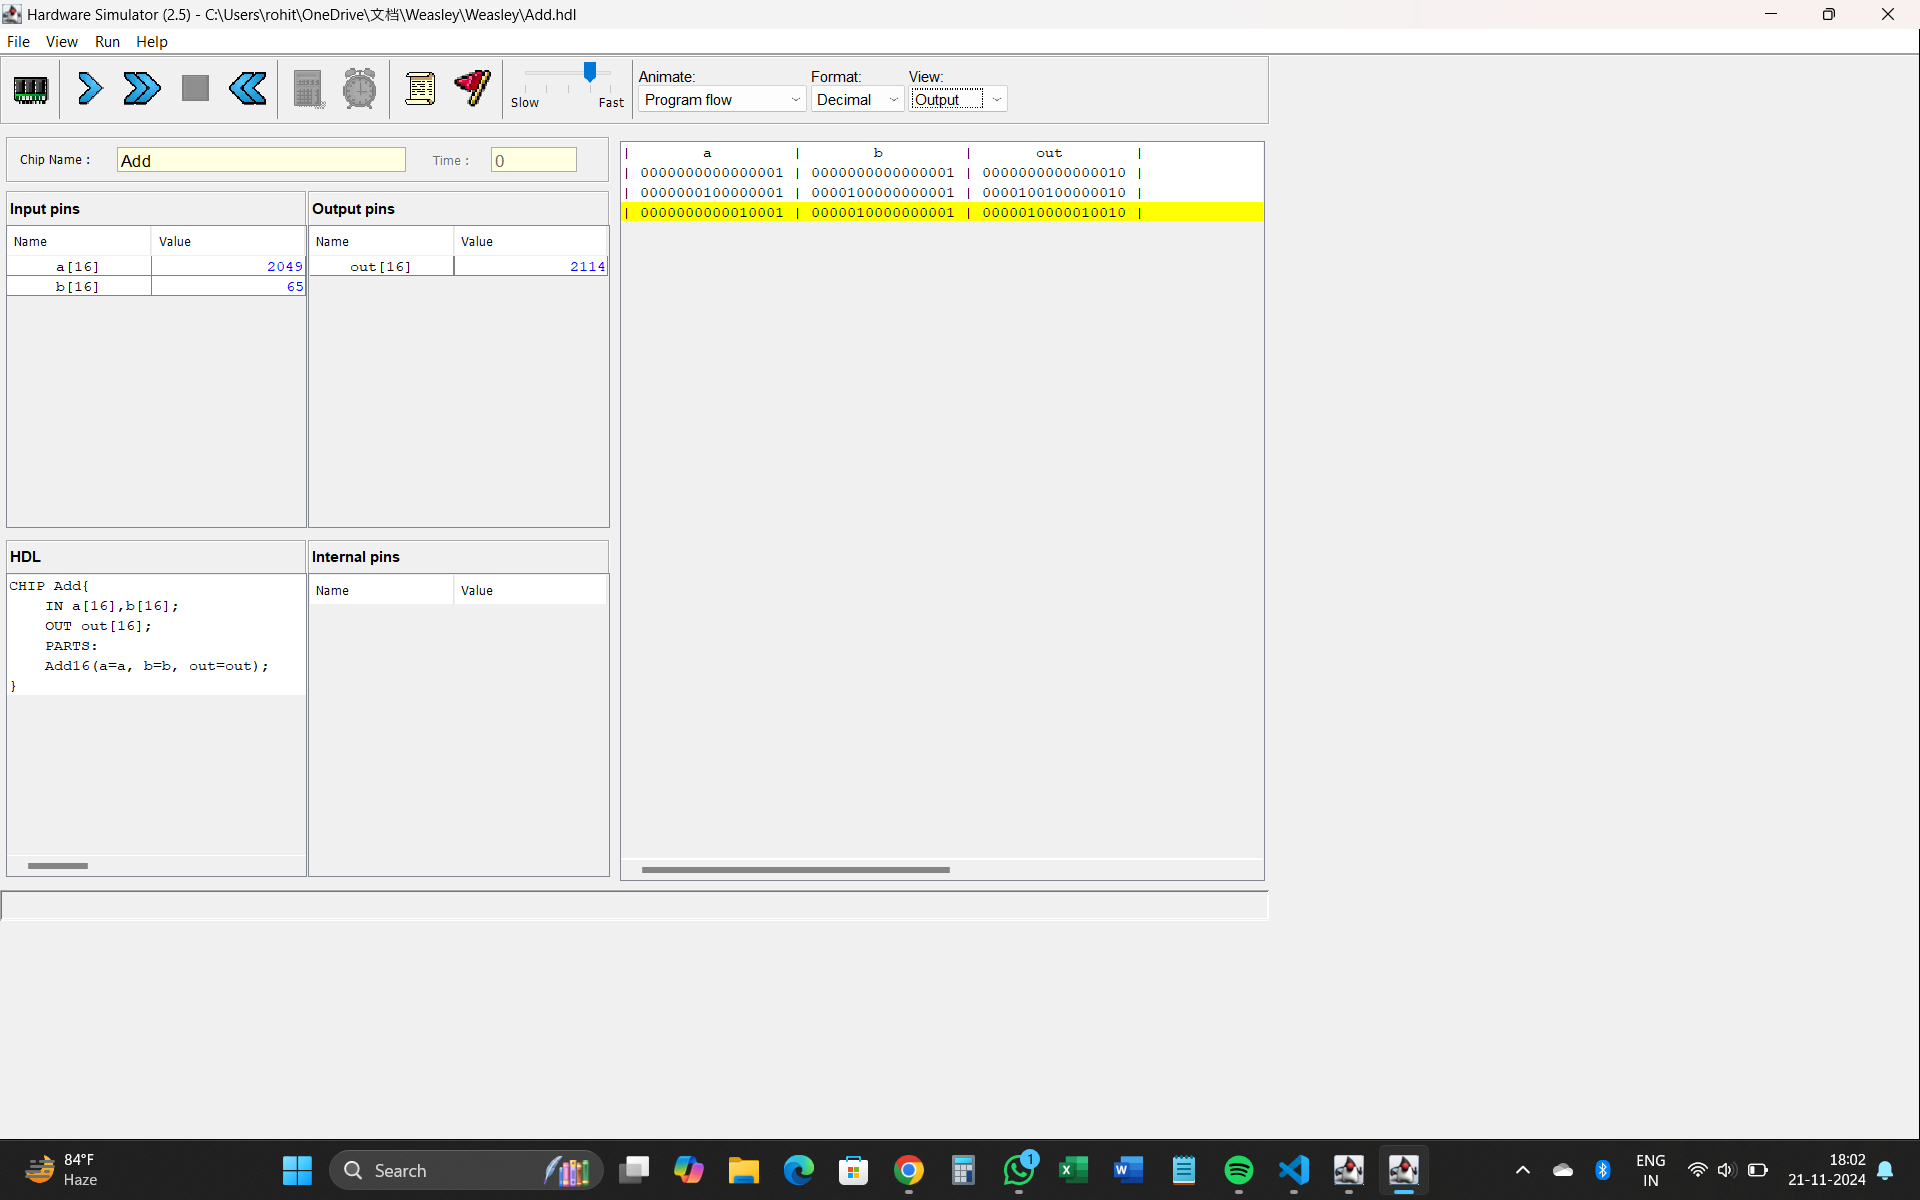 Hardware Simulator (2.5) - C:\Users\rohit\OneDrive\文档\Weasley\Weasley\Add.hdl
File View Run Help
Slow Fast
Animate: Format: View:
Program flow Decimal Output
Chip Name : Add Time : 0
Input pins
Name Value
a[16] 2049
b[16] 65
Output pins
Name Value
out[16] 2114
HDL
CHIP Add{
IN a[16],b[16];
OUT out[16];
PARTS:
Add16(a=a, b=b, out=out);
}
Internal pins
Name Value
| a | b | out |
| 0000000000000001 | 0000000000000001 | 0000000000000010 |
| 0000000100000001 | 0000100000000001 | 0000100100000010 |
| 0000000000010001 | 0000010000000001 | 0000010000010010 |
84°F
Haze
Search
1
ENG
IN
18:02
21-11-2024